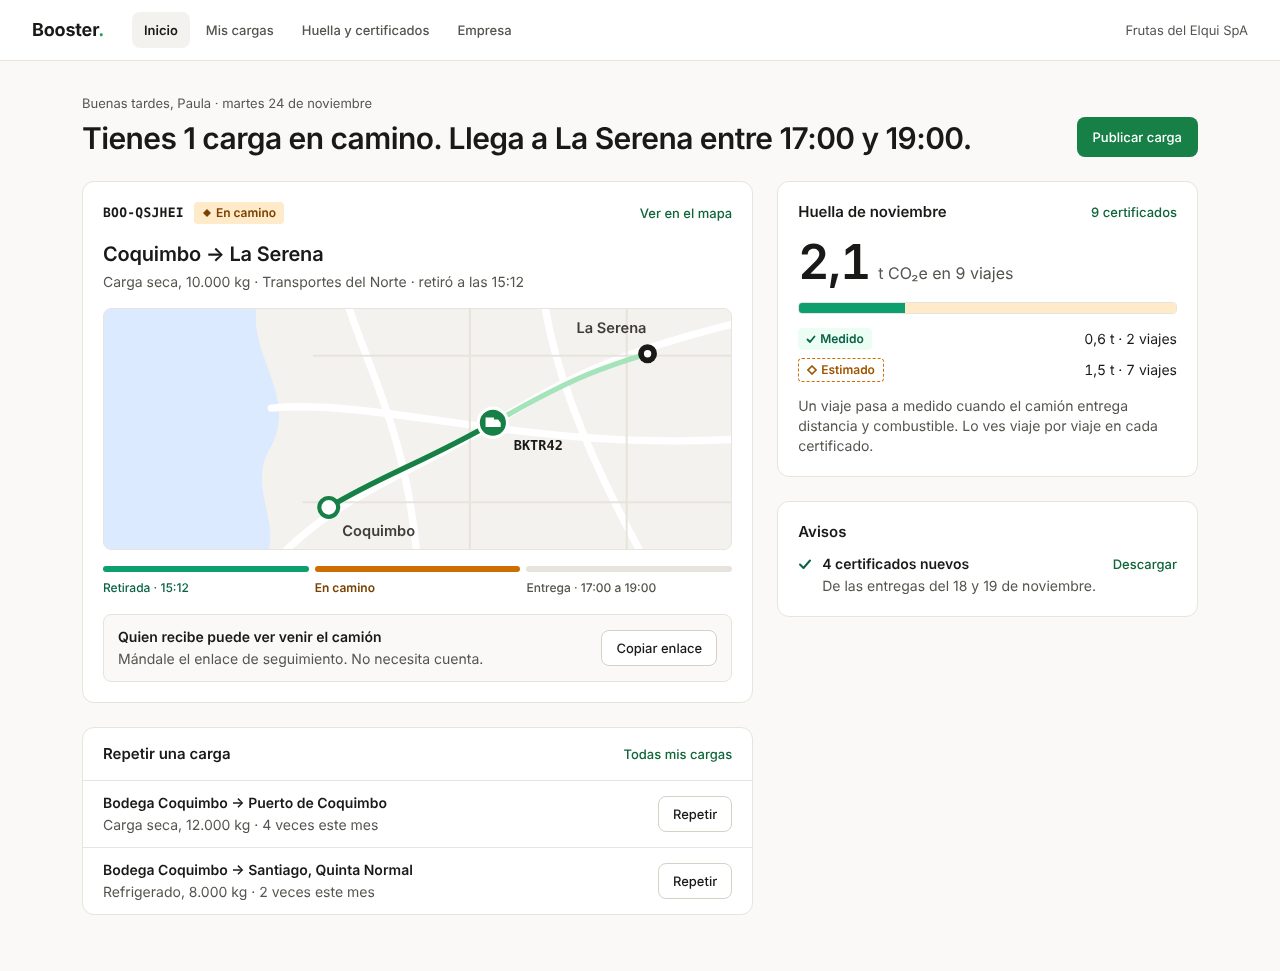 Booster.
Inicio
Mis cargas
Huella y certificados
Empresa
Frutas del Elqui SpA
Buenas tardes, Paula · martes 24 de noviembre
Tienes 1 carga en camino. Llega a La Serena entre 17:00 y 19:00.
Publicar carga
BOO-QSJHEI
En camino
Ver en el mapa
Coquimbo → La Serena
Carga seca, 10.000 kg · Transportes del Norte · retiró a las 15:12
La Serena
BKTR42
Coquimbo
Retirada · 15:12
En camino
Entrega · 17:00 a 19:00
Quien recibe puede ver venir el camión
Mándale el enlace de seguimiento. No necesita cuenta.
Copiar enlace
Repetir una carga
Todas mis cargas
Bodega Coquimbo → Puerto de Coquimbo
Carga seca, 12.000 kg · 4 veces este mes
Repetir
Bodega Coquimbo → Santiago, Quinta Normal
Refrigerado, 8.000 kg · 2 veces este mes
Repetir
Huella de noviembre
9 certificados
2,1 t CO₂e en 9 viajes
Medido
0,6 t · 2 viajes
Estimado
1,5 t · 7 viajes
Un viaje pasa a medido cuando el camión entrega
distancia y combustible. Lo ves viaje por viaje en cada
certificado.
Avisos
4 certificados nuevos
Descargar
De las entregas del 18 y 19 de noviembre.